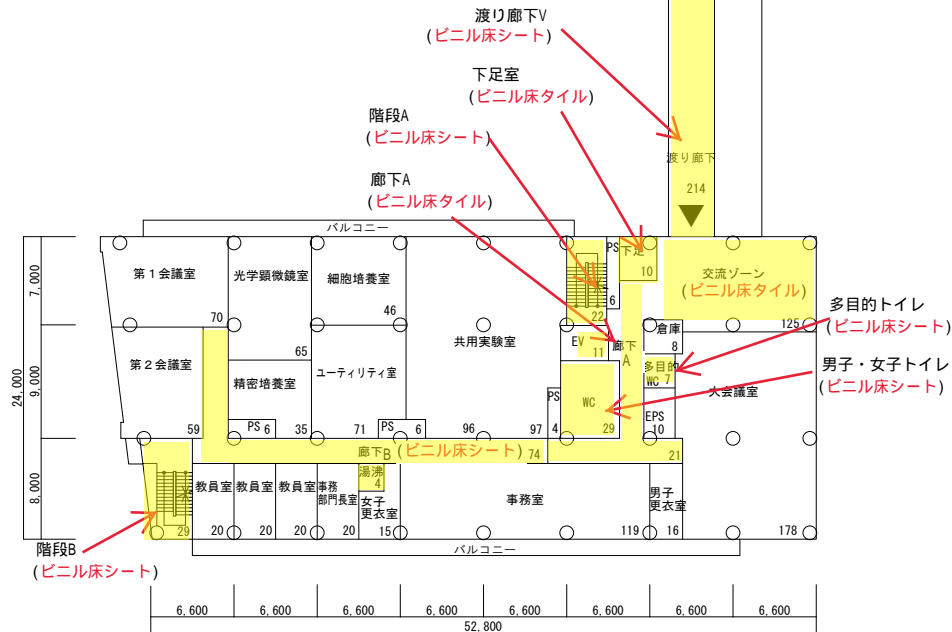 渡り廊下V
(ビニル床シート)
下足室
(ビニル床タイル)
階段A
(ビニル床シート)
廊下A
(ビニル床タイル)
渡り廊下
214
バルコニー
第1会議室
70
光学顕微鏡室
65
細胞培養室
46
共用実験室
PS
6
22
下足
10
交流ゾーン
(ビニル床タイル)
125
多目的トイレ
(ビニル床シート)
男子・女子トイレ
(ビニル床シート)
第2会議室
59
精密培養室
PS 6
35
ユーティリティ室
71
PS 6
96
97
EV
11
廊下
A
倉庫
8
多目的
WC 7
大会議室
PS
4
WC
29
EPS
10
廊下B (ビニル床シート)
74
21
湯沸
4
教員室
20
教員室
20
教員室
20
事務
部門長室
20
女子
更衣室
15
事務室
119
男子
更衣室
16
178
29
階段B
(ビニル床シート)
バルコニー
7,000
9,000
8,000
24,000
6,600
6,600
6,600
6,600
6,600
6,600
6,600
6,600
52,800